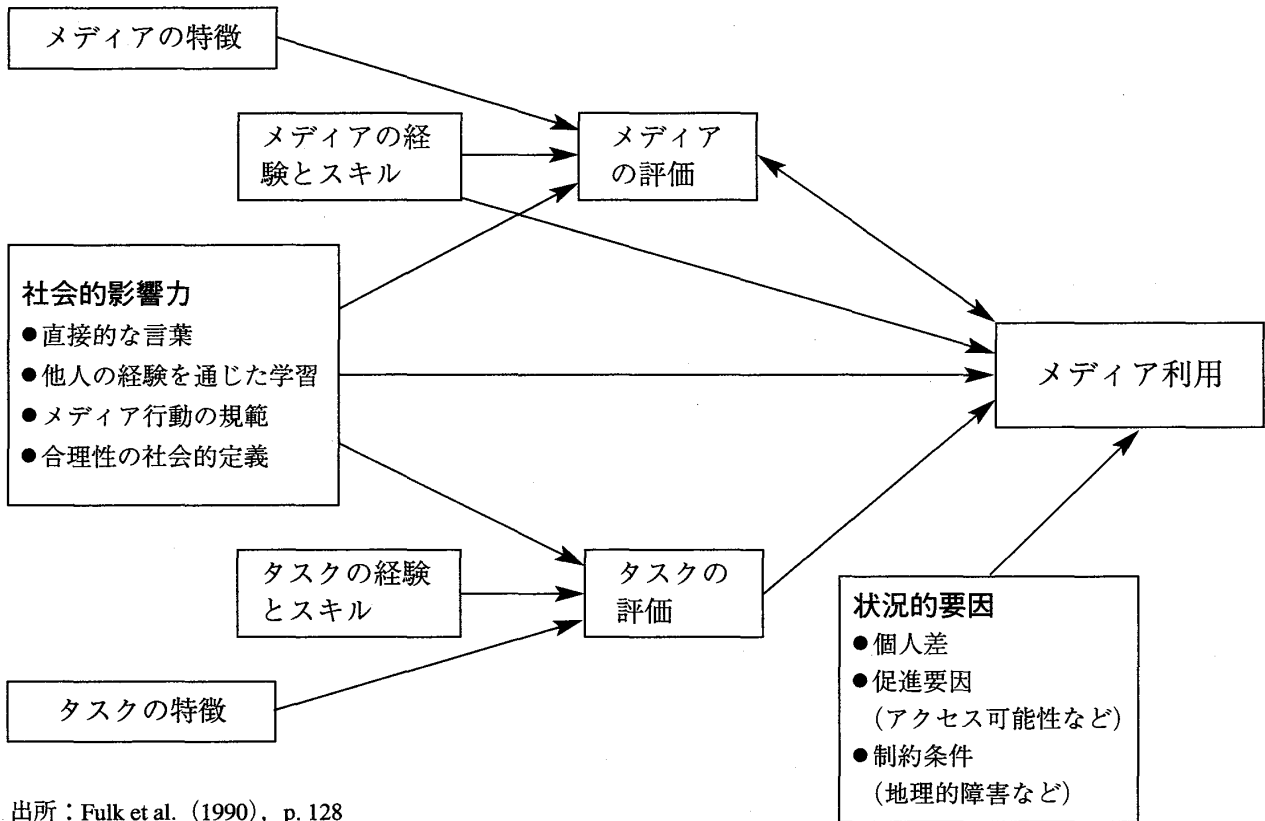 メディアの特徴
メディアの経
験とスキル
メディア
の評価
社会的影響力
●直接的な言葉
●他人の経験を通じた学習
●メディア行動の規範
●合理性の社会的定義
メディア利用
タスクの経験
とスキル
タスクの
評価
タスクの特徴
状況的要因
●個人差
●促進要因
（アクセス可能性など）
●制約条件
（地理的障害など）
出所：Fulk et al.（1990），p. 128